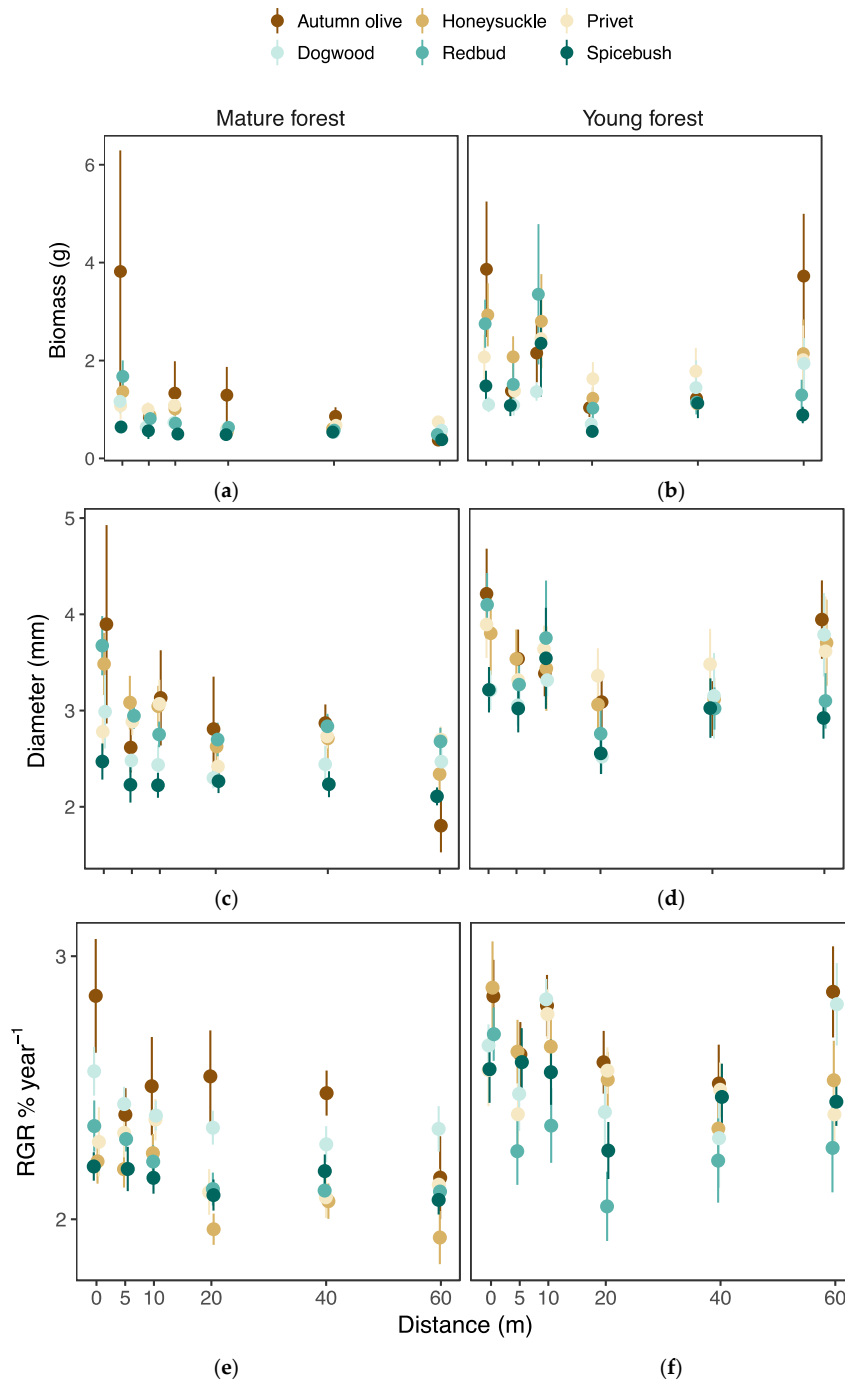 Autumn olive Honeysuckle Privet
Dogwood Redbud Spicebush
Mature forest Young forest
Biomass (g)
6
4
2
0
(a) (b)
Diameter (mm)
5
4
3
2
(c) (d)
RGR % year⁻¹
3
2
0 5 10 20 40 60 0 5 10 20 40 60
Distance (m)
(e) (f)